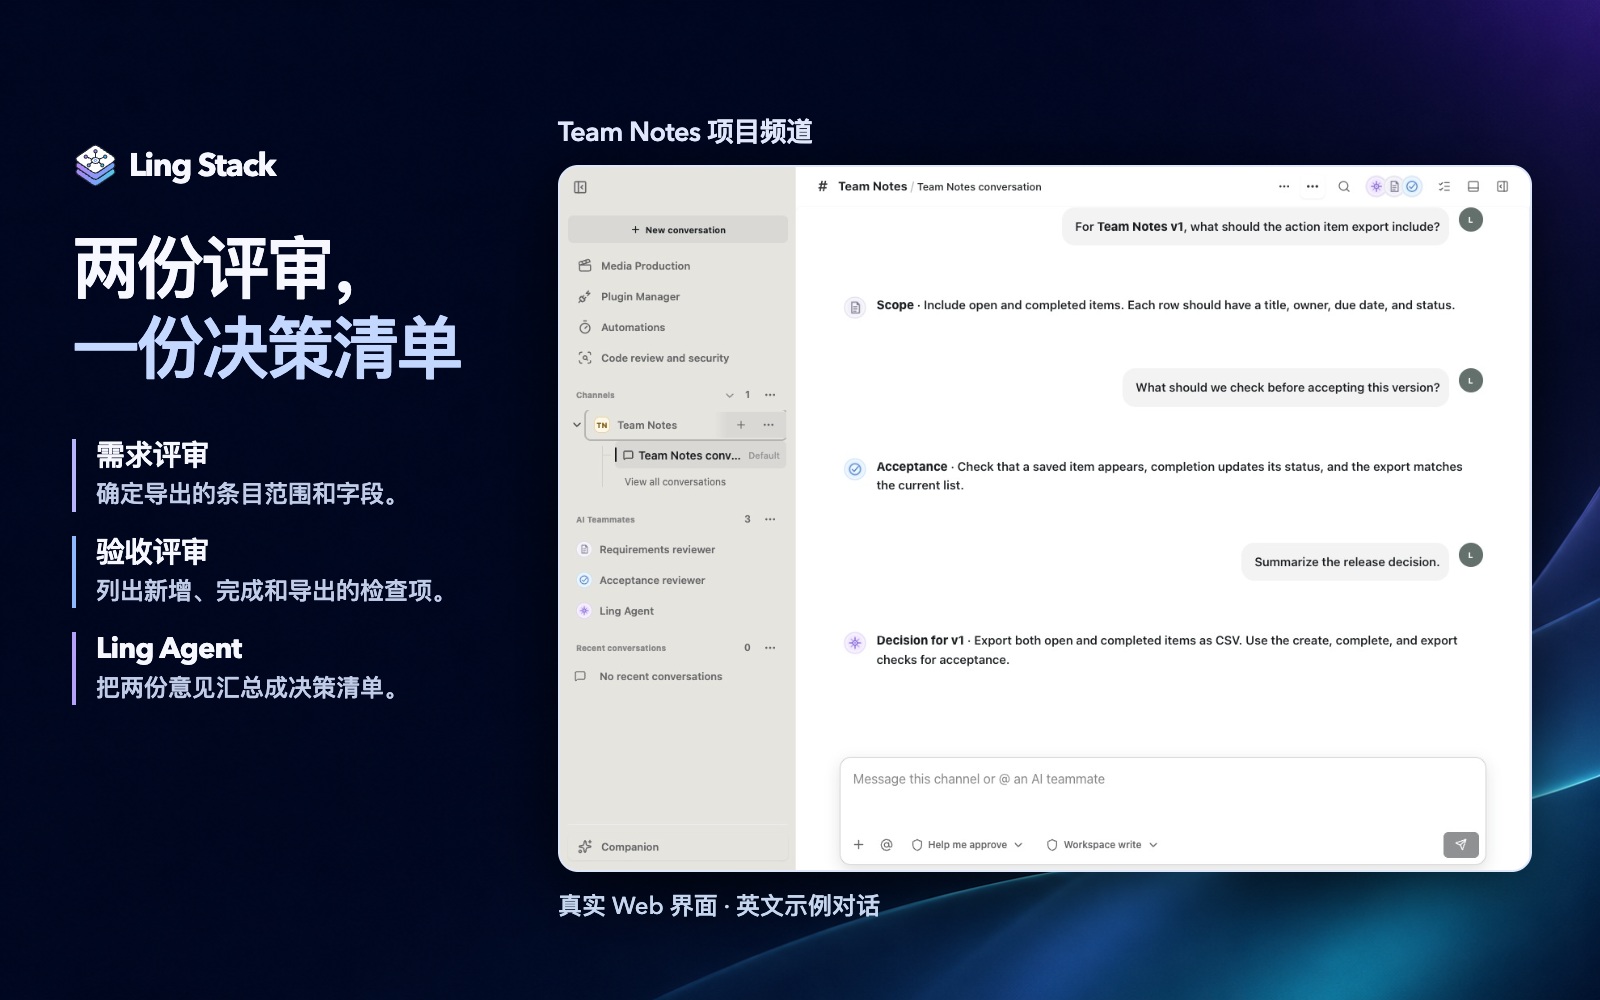 Ling Stack
两份评审，
一份决策清单
需求评审
确定导出的条目范围和字段。
验收评审
列出新增、完成和导出的检查项。
Ling Agent
把两份意见汇总成决策清单。
Team Notes 项目频道
New conversation
Media Production
Plugin Manager
Automations
Code review and security
Channels 1
TN Team Notes
Team Notes conv... Default
View all conversations
AI Teammates 3
Requirements reviewer
Acceptance reviewer
Ling Agent
Recent conversations 0
No recent conversations
Companion
# Team Notes / Team Notes conversation
For Team Notes v1, what should the action item export include? L
Scope · Include open and completed items. Each row should have a title, owner, due date, and status.
What should we check before accepting this version? L
Acceptance · Check that a saved item appears, completion updates its status, and the export matches
the current list.
Summarize the release decision. L
Decision for v1 · Export both open and completed items as CSV. Use the create, complete, and export
checks for acceptance.
Message this channel or @ an AI teammate
+ @ Help me approve Workspace write
真实 Web 界面 · 英文示例对话